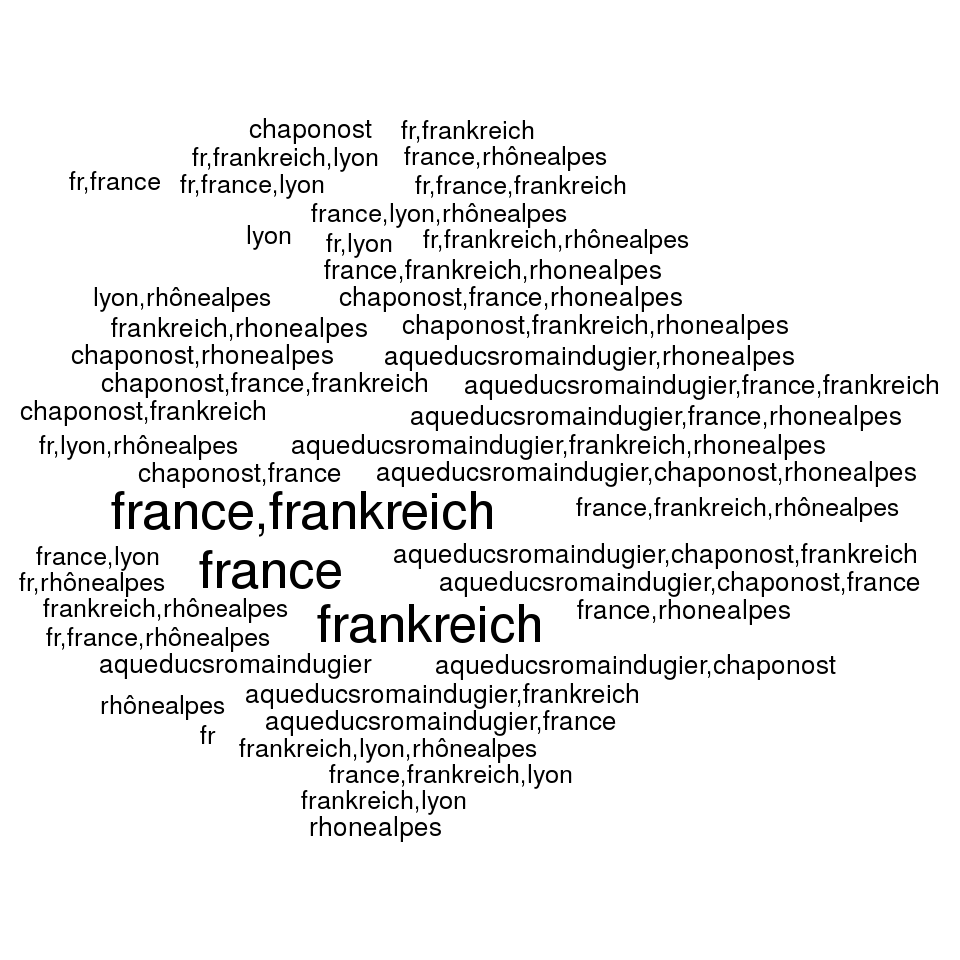 chaponost fr,frankreich
fr,frankreich,lyon france,rhônealpes
fr,france fr,france,lyon fr,france,frankreich
france,lyon,rhônealpes
lyon fr,lyon fr,frankreich,rhônealpes
france,frankreich,rhonealpes
lyon,rhônealpes chaponost,france,rhonealpes
frankreich,rhonealpes chaponost,frankreich,rhonealpes
chaponost,rhonealpes aqueducsromaindugier,rhonealpes
chaponost,france,frankreich aqueducsromaindugier,france,frankreich
chaponost,frankreich aqueducsromaindugier,france,rhonealpes
fr,lyon,rhônealpes aqueducsromaindugier,frankreich,rhonealpes
chaponost,france aqueducsromaindugier,chaponost,rhonealpes
france,frankreich france,frankreich,rhônealpes
france,lyon france aqueducsromaindugier,chaponost,frankreich
fr,rhônealpes aqueducsromaindugier,chaponost,france
frankreich,rhônealpes frankreich france,rhonealpes
fr,france,rhônealpes
aqueducsromaindugier aqueducsromaindugier,chaponost
rhônealpes aqueducsromaindugier,frankreich
aqueducsromaindugier,france
fr frankreich,lyon,rhônealpes
france,frankreich,lyon
frankreich,lyon
rhonealpes